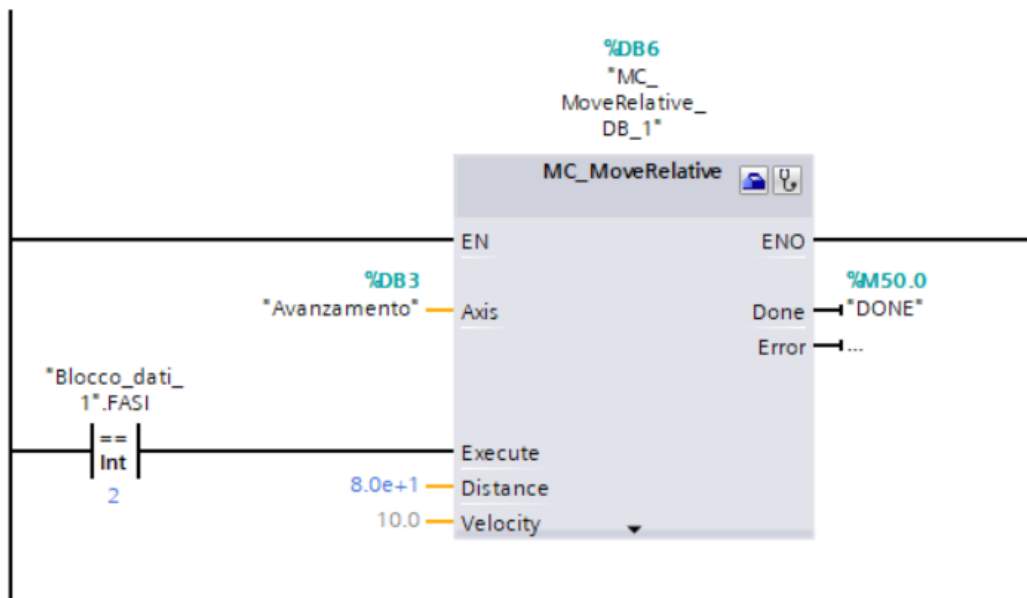 %DB6
"MC_
MoveRelative_
DB_1"
MC_MoveRelative
EN
ENO
%DB3
"Avanzamento"
Axis
%M50.0
Done
"DONE"
Error
...
"Blocco_dati_
1".FASI
==
Int
2
Execute
8.0e+1
Distance
10.0
Velocity